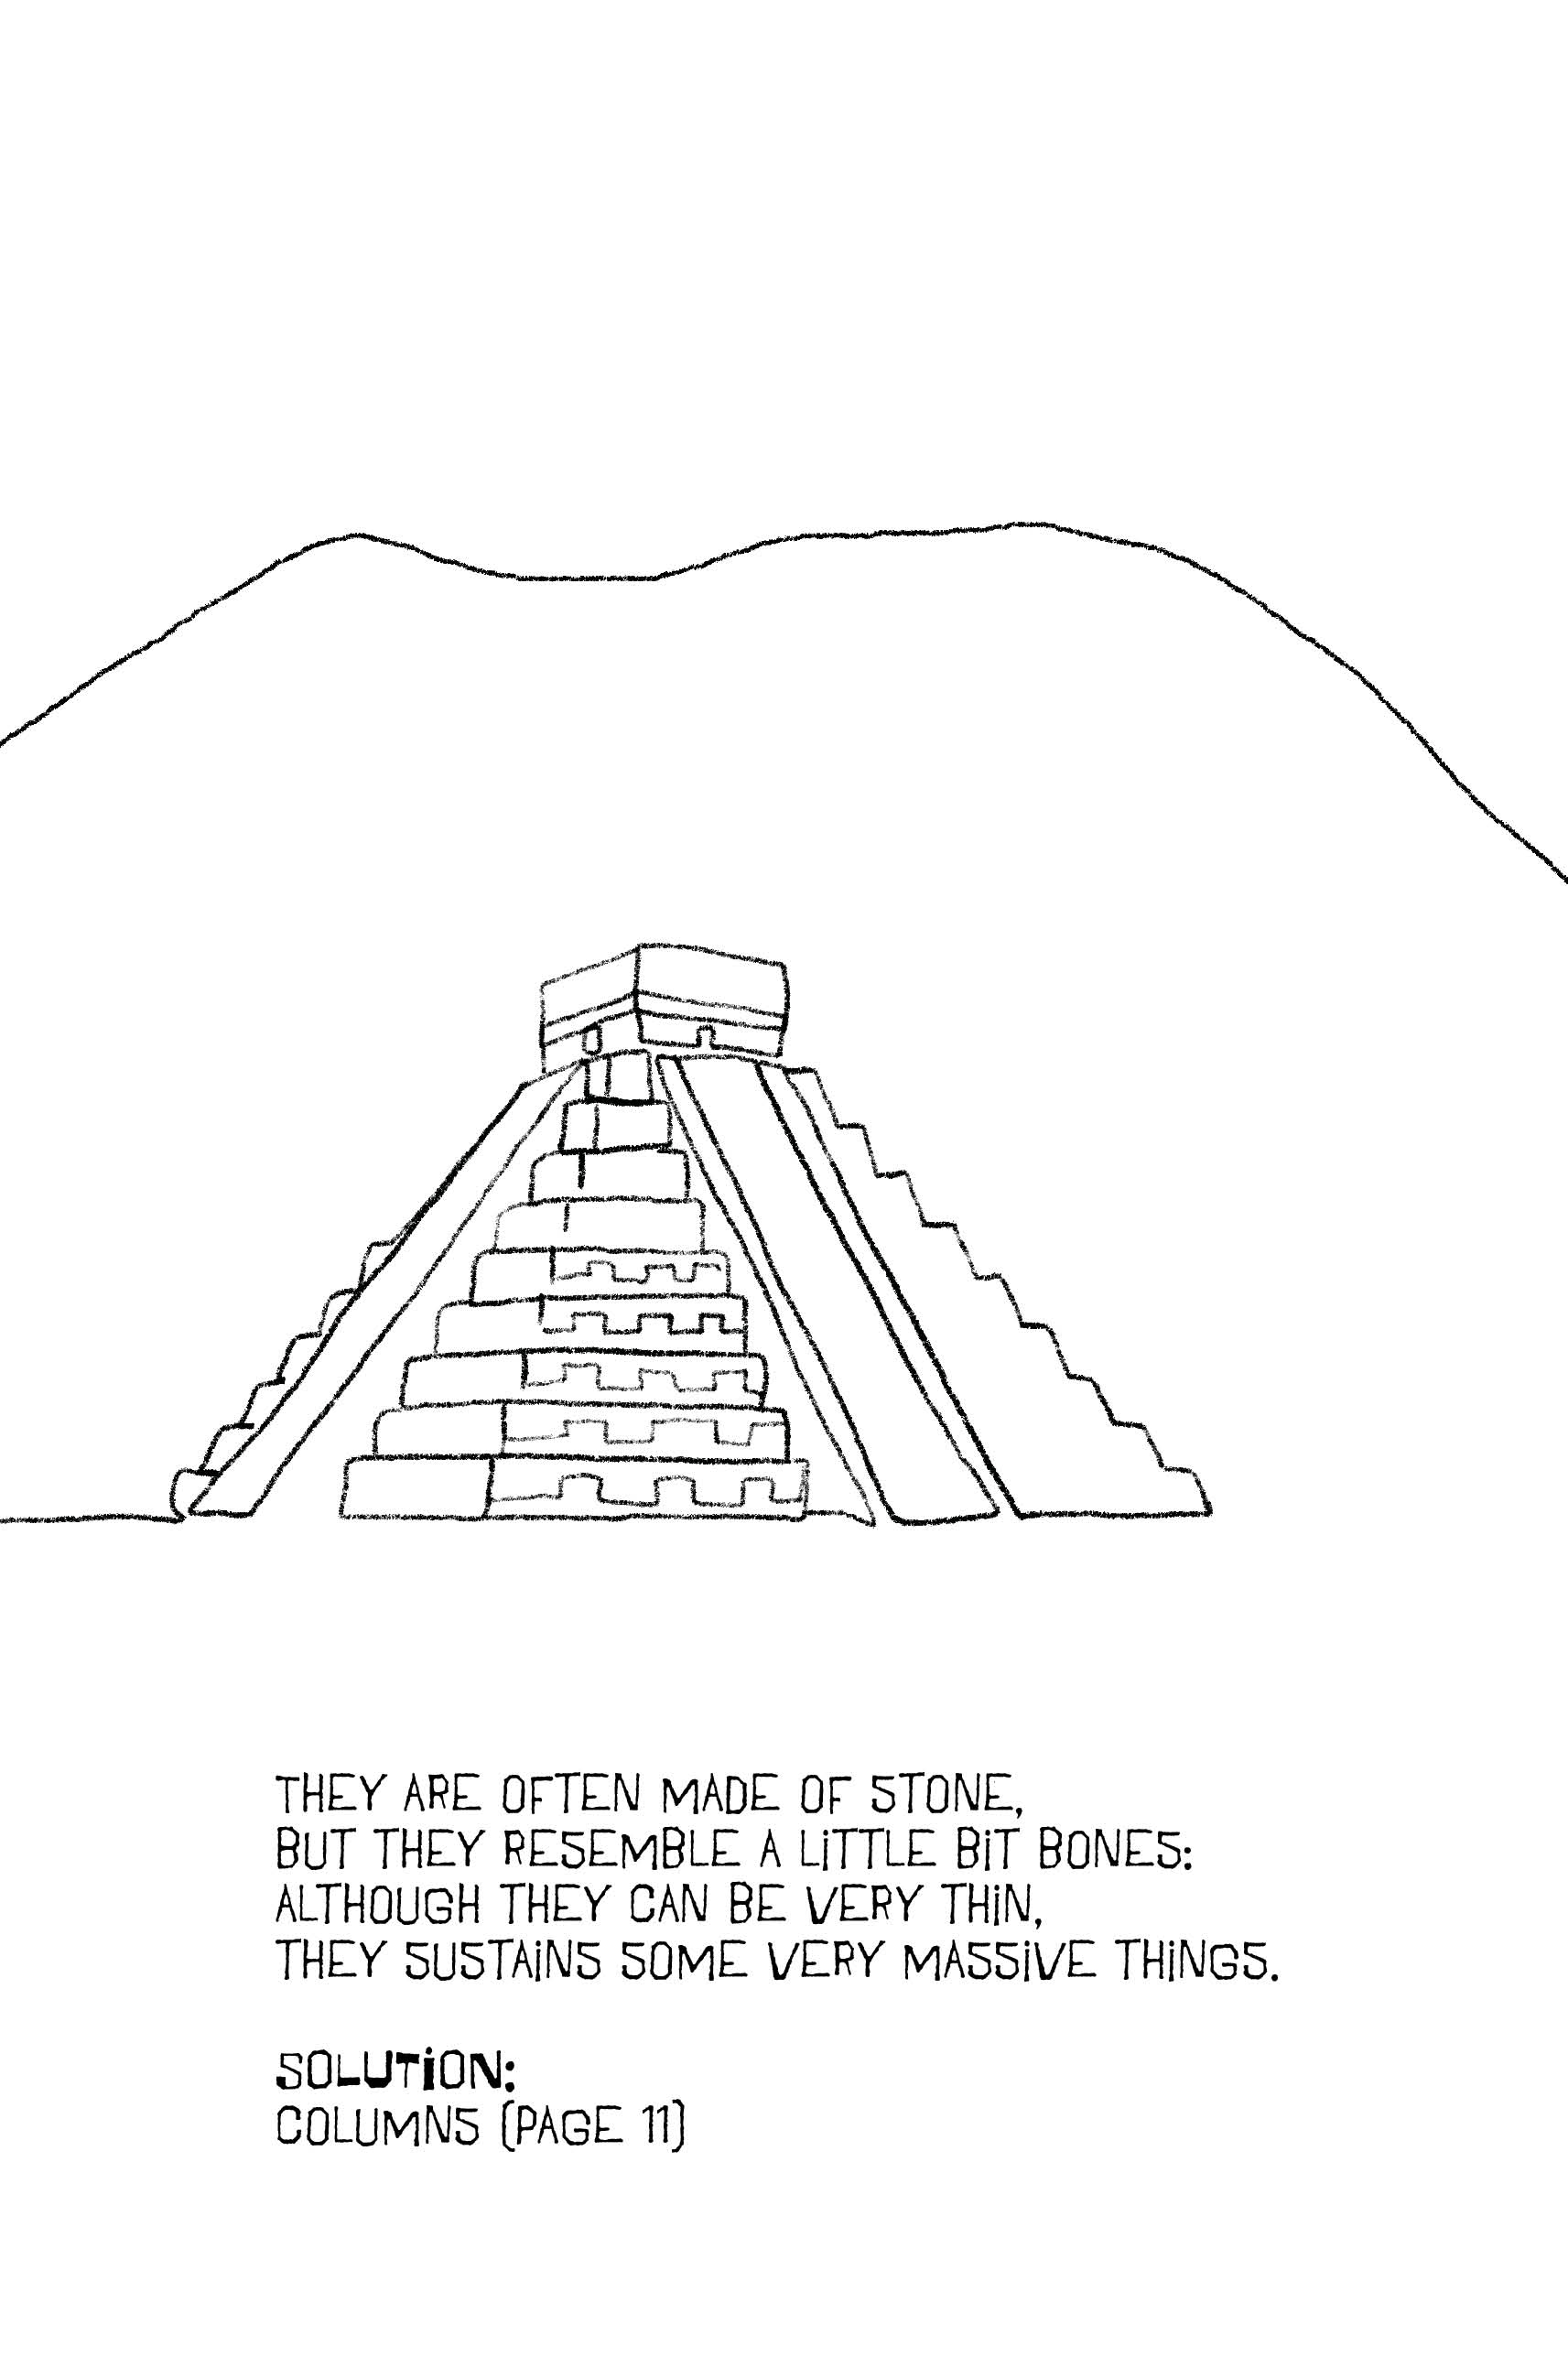 THEY ARE OFTEN MADE OF STONE,
BUT THEY RESEMBLE A LiTTLE BiT BONES:
ALTHOUGH THEY CAN BE VERY THiN,
THEY SUSTAiNS SOME VERY MASSiVE THiNGS.
SOLUTiON:
COLUMNS (PAGE 11)